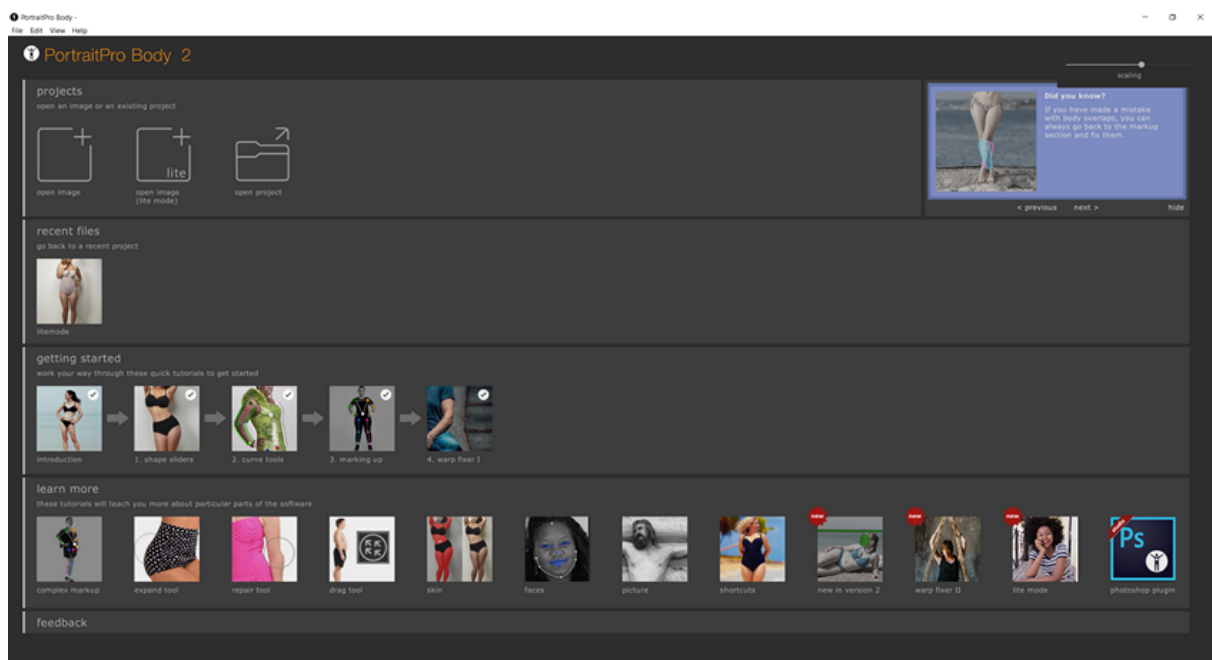 PortraitPro Body -
File Edit View Help
PortraitPro Body 2
scaling
projects
open an image or an existing project
lite
open image
open image
(lite mode)
open project
Did you know?
If you have made a mistake
with body overlaps, you can
always go back to the markup
section and fix them.
< previous next > hide
recent files
go back to a recent project
litemode
getting started
work your way through these quick tutorials to get started
introduction
1. shape sliders
2. curve tools
3. marking up
4. warp fixer I
learn more
these tutorials will teach you more about particular parts of the software
new
new
new
Ps
complex markup
expand tool
repair tool
drag tool
skin
faces
picture
shortcuts
new in version 2
warp fixer II
lite mode
photoshop plugin
feedback